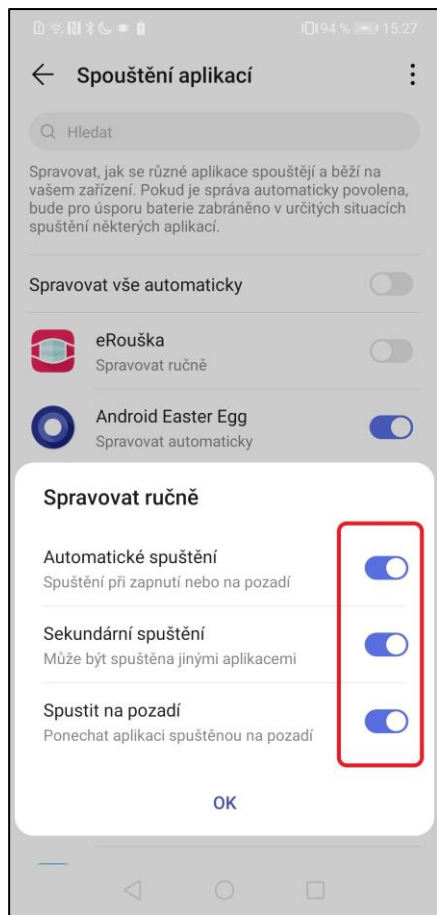 94 % 15:27
Spouštění aplikací
Hledat
Spravovat, jak se různé aplikace spouštějí a běží na
vašem zařízení. Pokud je správa automaticky povolena,
bude pro úsporu baterie zabráněno v určitých situacích
spuštění některých aplikací.
Spravovat vše automaticky
eRouška
Spravovat ručně
Android Easter Egg
Spravovat automaticky
Spravovat ručně
Automatické spuštění
Spuštění při zapnutí nebo na pozadí
Sekundární spuštění
Může být spuštěna jinými aplikacemi
Spustit na pozadí
Ponechat aplikaci spuštěnou na pozadí
OK